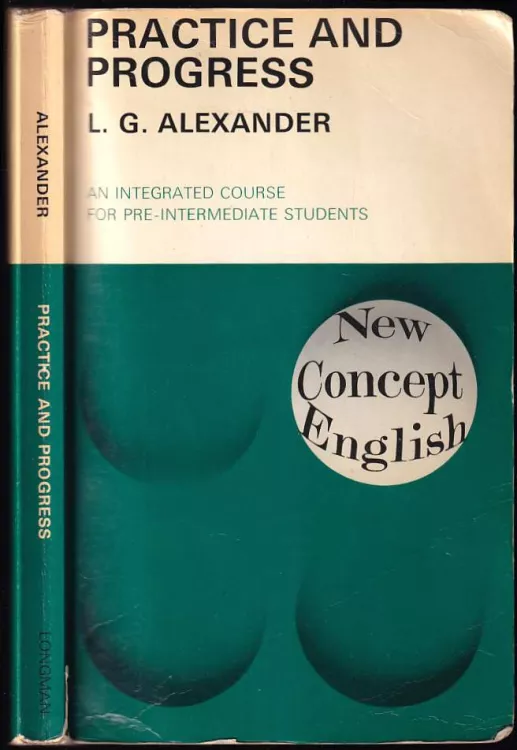 PRACTICE AND
PROGRESS
L. G. ALEXANDER
AN INTEGRATED COURSE
FOR PRE-INTERMEDIATE STUDENTS
New
Concept
English
ALEXANDER
PRACTICE AND PROGRESS
LONGMAN